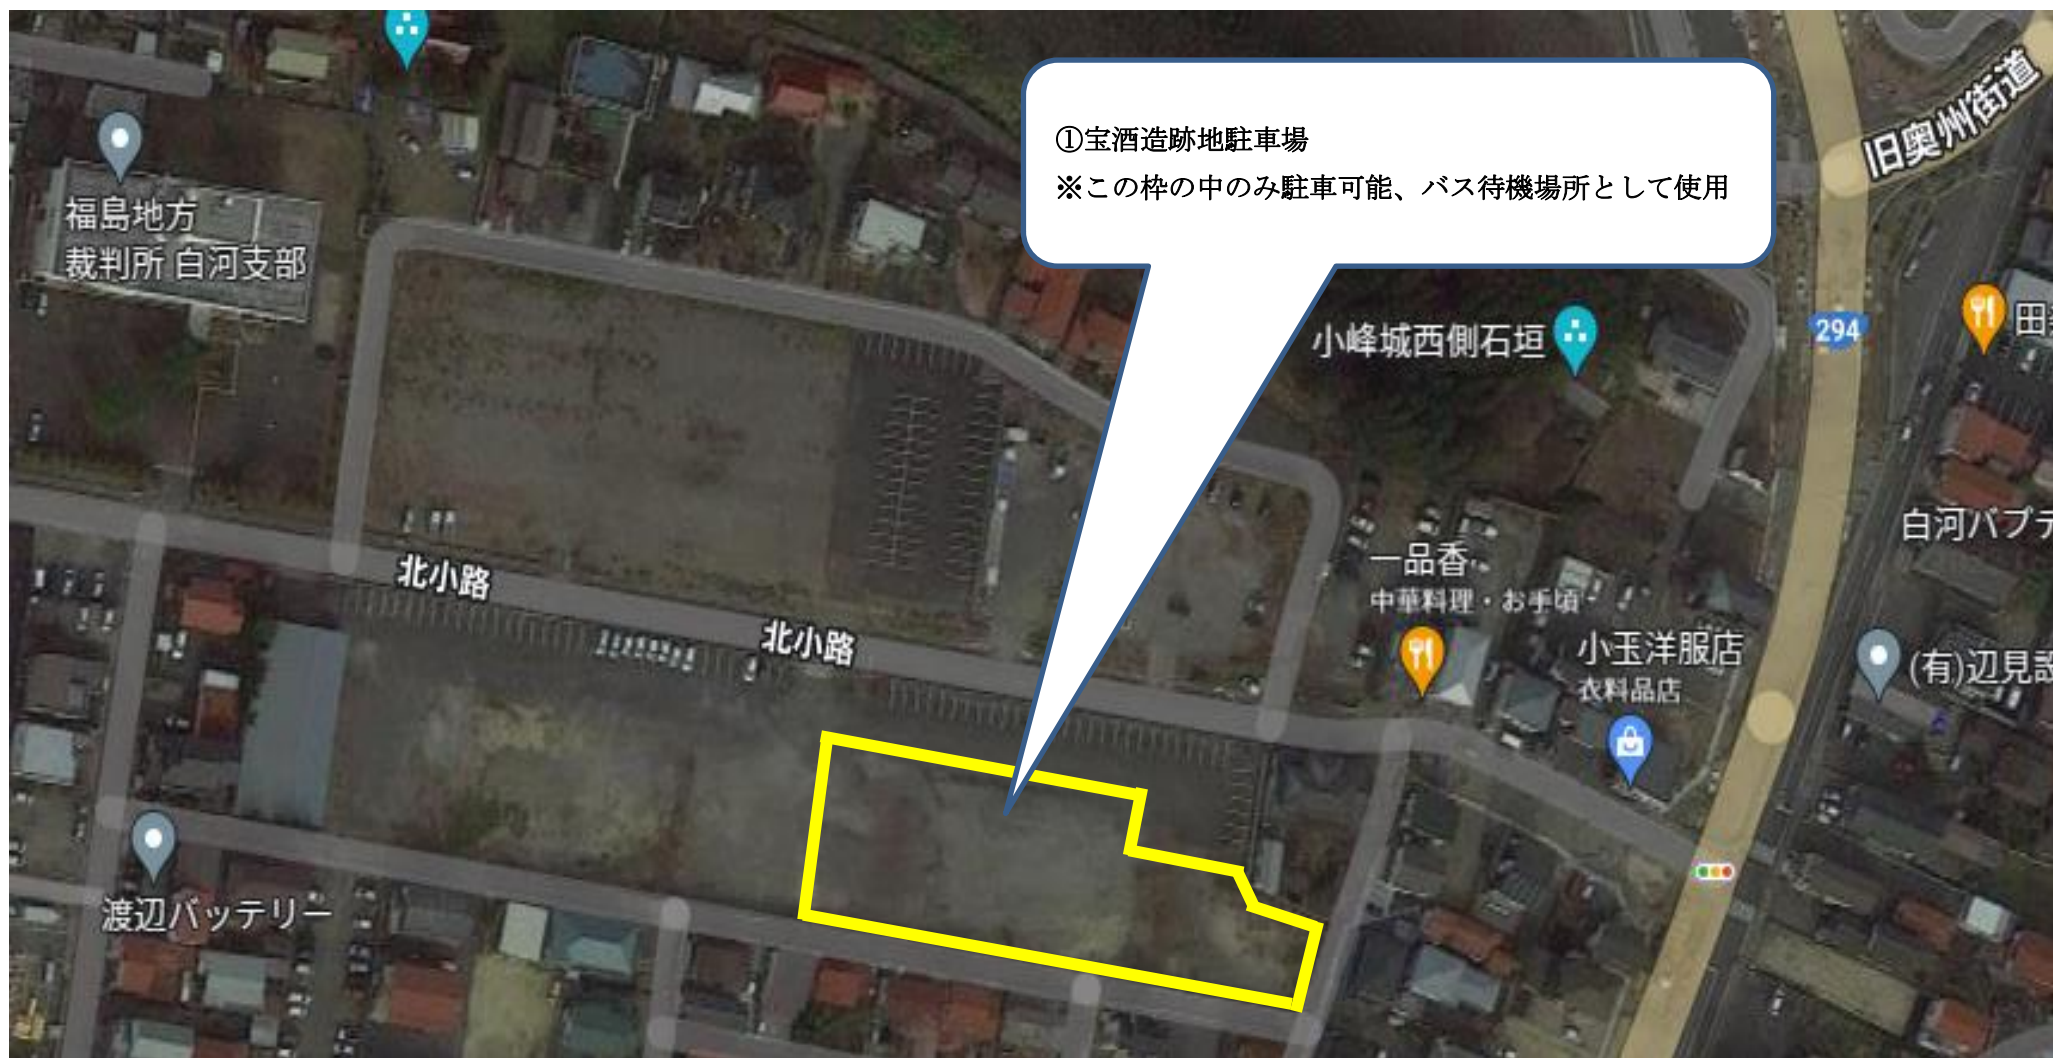 ①宝酒造跡地駐車場
※この枠の中のみ駐車可能、バス待機場所として使用
旧奥州街道
福島地方
裁判所 白河支部
小峰城西側石垣
294
田
白河バプテ
一品香
中華料理・お手頃
北小路
北小路
小玉洋服店
衣料品店
(有)辺見設
渡辺バッテリー